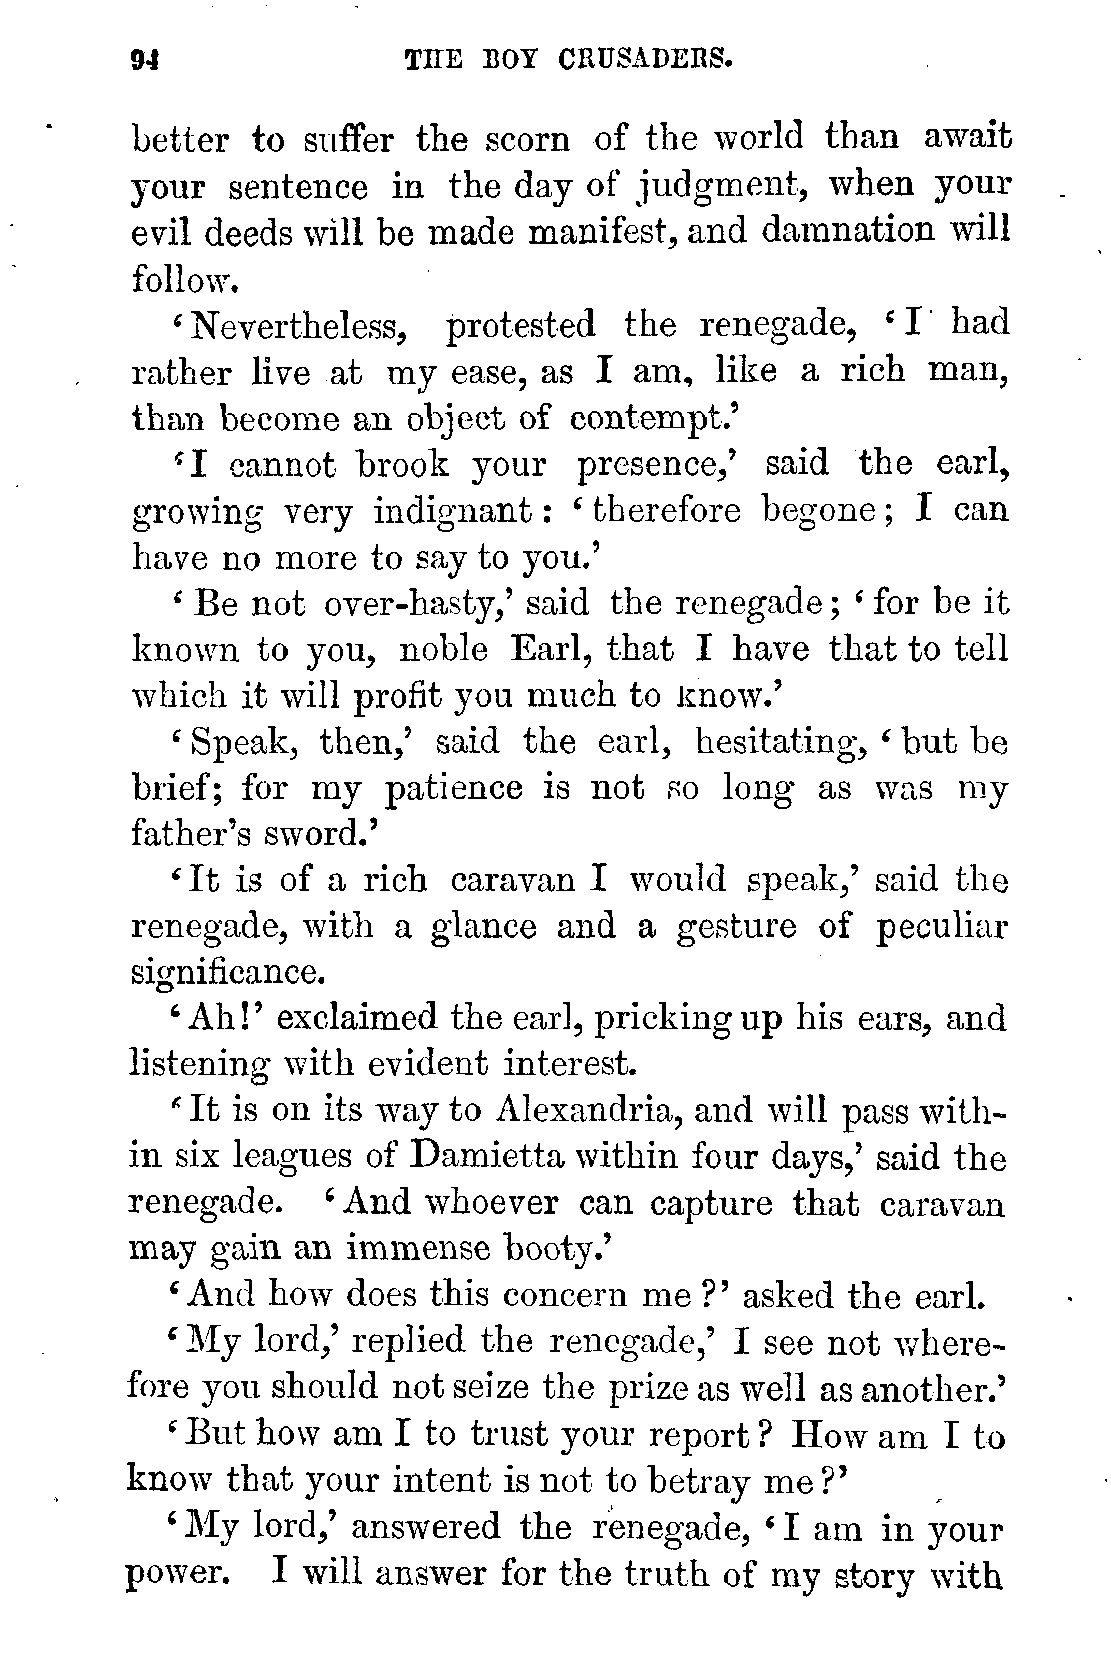 94 THE BOY CRUSADERS.
better to suffer the scorn of the world than await
your sentence in the day of judgment, when your
evil deeds will be made manifest, and damnation will
follow.
‘Nevertheless, protested the renegade, ‘I had
rather live at my ease, as I am, like a rich man,
than become an object of contempt.’
‘I cannot brook your presence,’ said the earl,
growing very indignant: ‘therefore begone; I can
have no more to say to you.’
‘Be not over-hasty,’ said the renegade; ‘for be it
known to you, noble Earl, that I have that to tell
which it will profit you much to know.’
‘Speak, then,’ said the earl, hesitating, ‘but be
brief; for my patience is not so long as was my
father’s sword.’
‘It is of a rich caravan I would speak,’ said the
renegade, with a glance and a gesture of peculiar
significance.
‘Ah!’ exclaimed the earl, pricking up his ears, and
listening with evident interest.
‘It is on its way to Alexandria, and will pass with-
in six leagues of Damietta within four days,’ said the
renegade. ‘And whoever can capture that caravan
may gain an immense booty.’
‘And how does this concern me?’ asked the earl.
‘My lord,’ replied the renegade,’ I see not where-
fore you should not seize the prize as well as another.’
‘But how am I to trust your report? How am I to
know that your intent is not to betray me?’
‘My lord,’ answered the renegade, ‘I am in your
power. I will answer for the truth of my story with